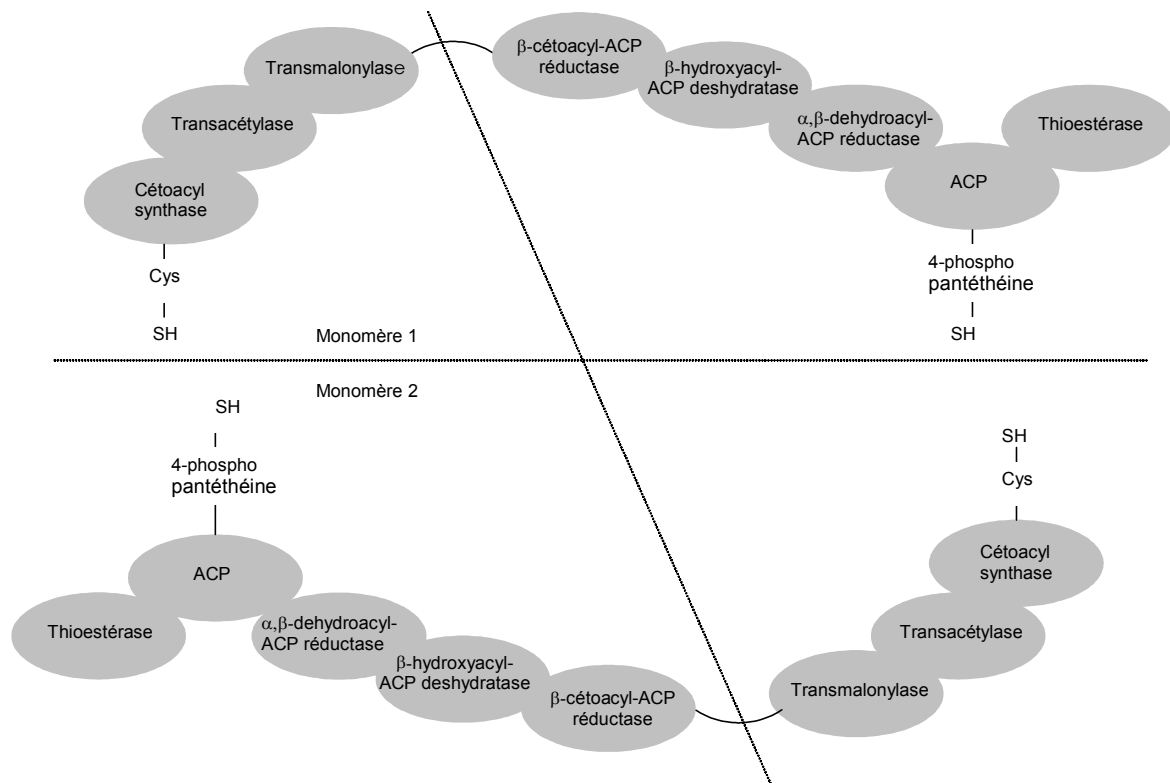 β-cétoacyl-ACP
réductase
Transmalonylase
β-hydroxyacyl-
ACP deshydratase
Transacétylase
α,β-dehydroacyl-
ACP réductase
Thioestérase
Cétoacyl
synthase
ACP
Cys
4-phospho
pantéthéine
SH
SH
Monomère 1
Monomère 2
SH
SH
4-phospho
pantéthéine
Cys
ACP
Cétoacyl
synthase
Thioestérase
α,β-dehydroacyl-
ACP réductase
Transacétylase
β-hydroxyacyl-
ACP deshydratase
β-cétoacyl-ACP
réductase
Transmalonylase